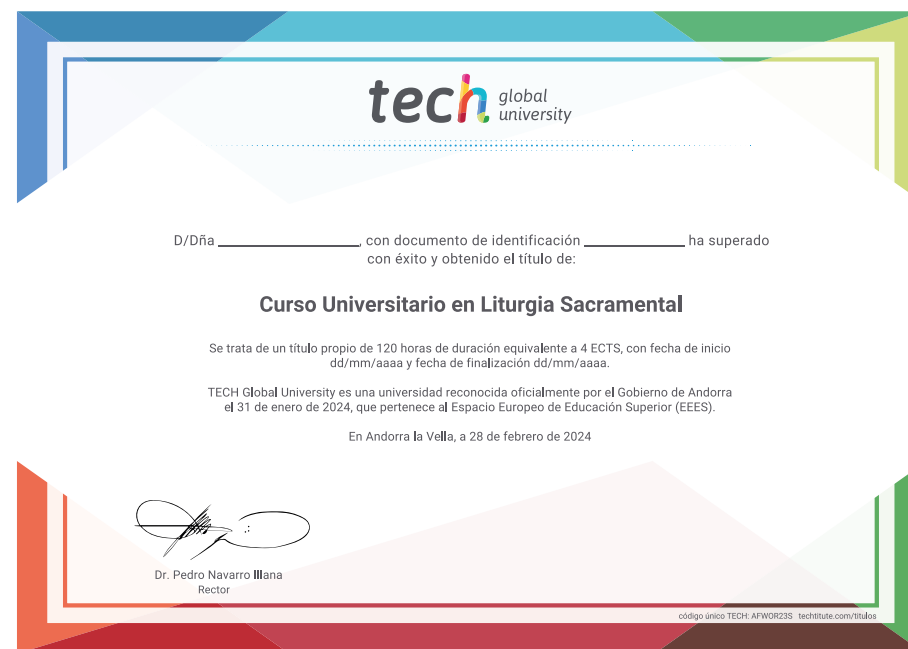 tech global
university
D/Dña ____________, con documento de identificación ____________ ha superado
con éxito y obtenido el título de:
Curso Universitario en Liturgia Sacramental
Se trata de un título propio de 120 horas de duración equivalente a 4 ECTS, con fecha de inicio
dd/mm/aaaa y fecha de finalización dd/mm/aaaa.
TECH Global University es una universidad reconocida oficialmente por el Gobierno de Andorra
el 31 de enero de 2024, que pertenece al Espacio Europeo de Educación Superior (EEES).
En Andorra la Vella, a 28 de febrero de 2024
Dr. Pedro Navarro Illana
Rector
código único TECH: AFWOR23S techtitute.com/titulos